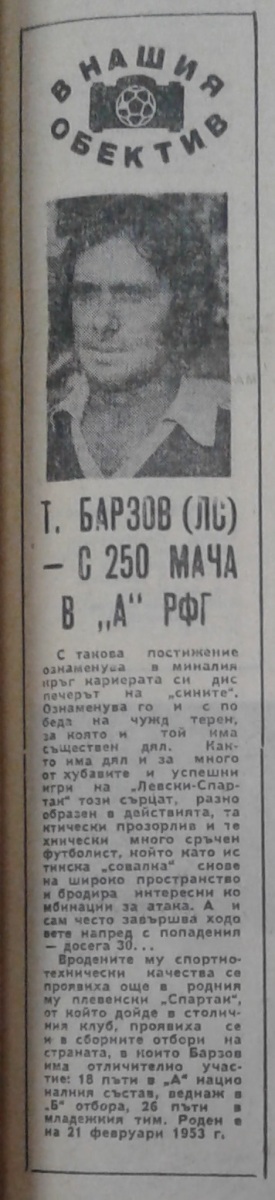 В НАШИЯ
ОБЕКТИВ
Т. БАРЗОВ (ЛС)
— С 250 МАЧА
В „А“ РФГ
С такова постижение
ознаменува в миналия
кръг кариерата си дис
печерът на „сините“.
Ознаменува го и с по
беда на чужд терен,
за която и той има
съществен дял. Как-
то има дял и за много
от хубавите и успешни
игри на „Левски-Спар-
так“ този сърцат, разно
образен в действията, та
ктически прозорлив и те
хнически много сръчен
футболист, който като ис
тинска „совалка“ снове
на широко пространство
и бродира интересни ко
мбинации за атака. А и
сам често завършва ходо
вете напред с попадения
— досега 30...
Вродените му спортно-
технически качества се
проявиха още в родния
му плевенски „Спартак“,
от който дойде в столич-
ния клуб, проявиха се
и в сборните отбори на
страната, в които Барзов
има отличително учас-
тие: 18 пъти в „А“ нацио
налния състав, веднаж в
„Б“ отбора, 26 пъти в
младежкия тим. Роден е
на 21 февруари 1953 г.